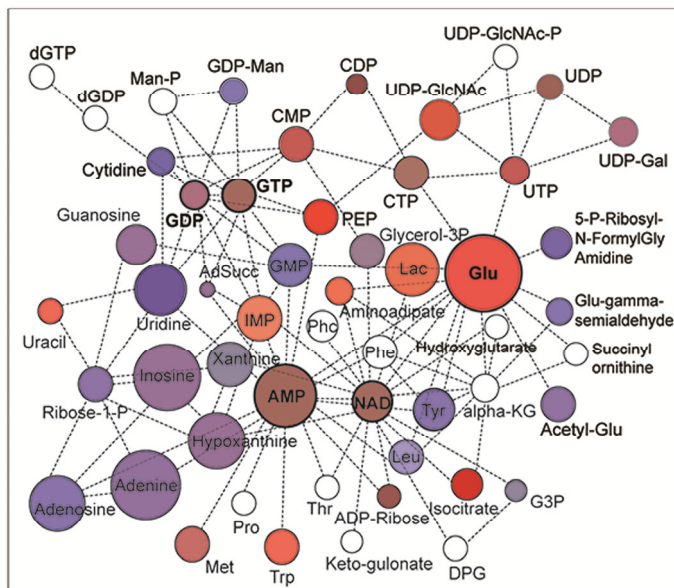 UDP-GlcNAc-P
dGTP
Man-P
GDP-Man
CDP
UDP-GlcNAc
UDP
dGDP
CMP
Cytidine
UDP-Gal
GTP
CTP
UTP
GDP
PEP
Guanosine
Glycerol-3P
5-P-Ribosyl-
N-FormylGly
Amidine
AdSucc
GMP
Lac
Glu
Uridine
IMP
Aminoadipate
Glu-gamma-
semialdehyde
Uracil
Phc
Xanthine
Phe
Hydroxyglutarate
Succinyl
ornithine
Inosine
Ribose-1-P
AMP
NAD
Tyr
alpha-KG
Acetyl-Glu
Hypoxanthine
Leu
Adenine
Adenosine
Pro
Thr
ADP-Ribose
Isocitrate
G3P
Met
Trp
Keto-gulonate
DPG